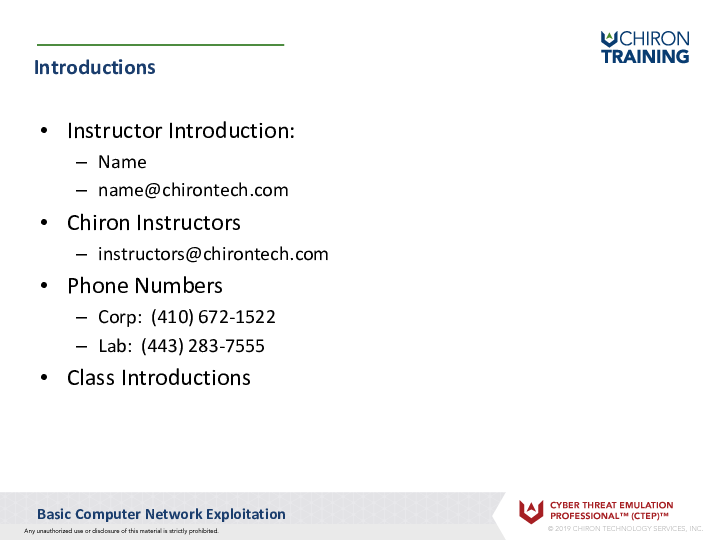 CHIRON
TRAINING
Introductions
• Instructor Introduction:
– Name
– name@chirontech.com
• Chiron Instructors
– instructors@chirontech.com
• Phone Numbers
– Corp: (410) 672-1522
– Lab: (443) 283-7555
• Class Introductions
Basic Computer Network Exploitation
Any unauthorized use or disclosure of this material is strictly prohibited.
CYBER THREAT EMULATION
PROFESSIONAL™ (CTEP)™
© 2019 CHIRON TECHNOLOGY SERVICES, INC.